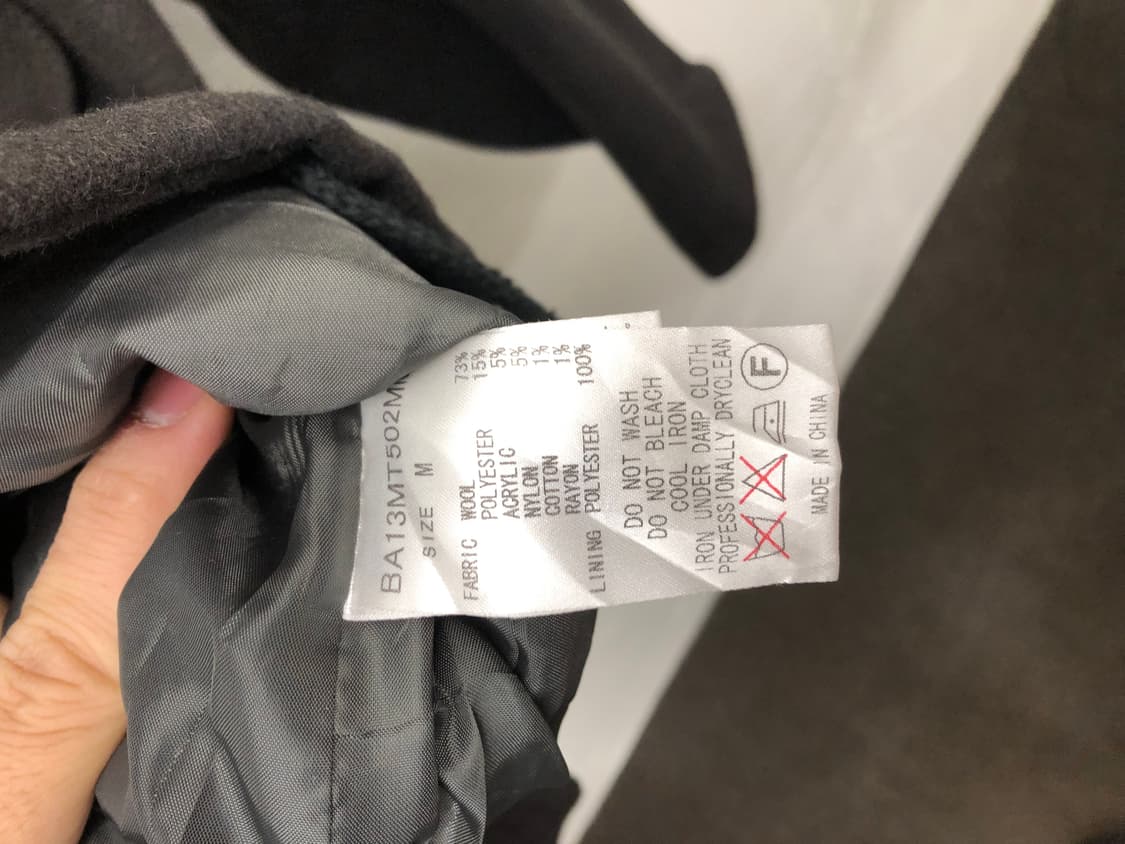 BA13MT502M
SIZE M
FABRIC WOOL 73%
POLYESTER 15%
ACRYLIC 5%
NYLON 5%
COTTON 1%
RAYON 1%
LINING POLYESTER 100%
DO NOT WASH
DO NOT BLEACH
COOL IRON
IRON UNDER DAMP CLOTH
PROFESSIONALLY DRYCLEAN
F
MADE IN CHINA